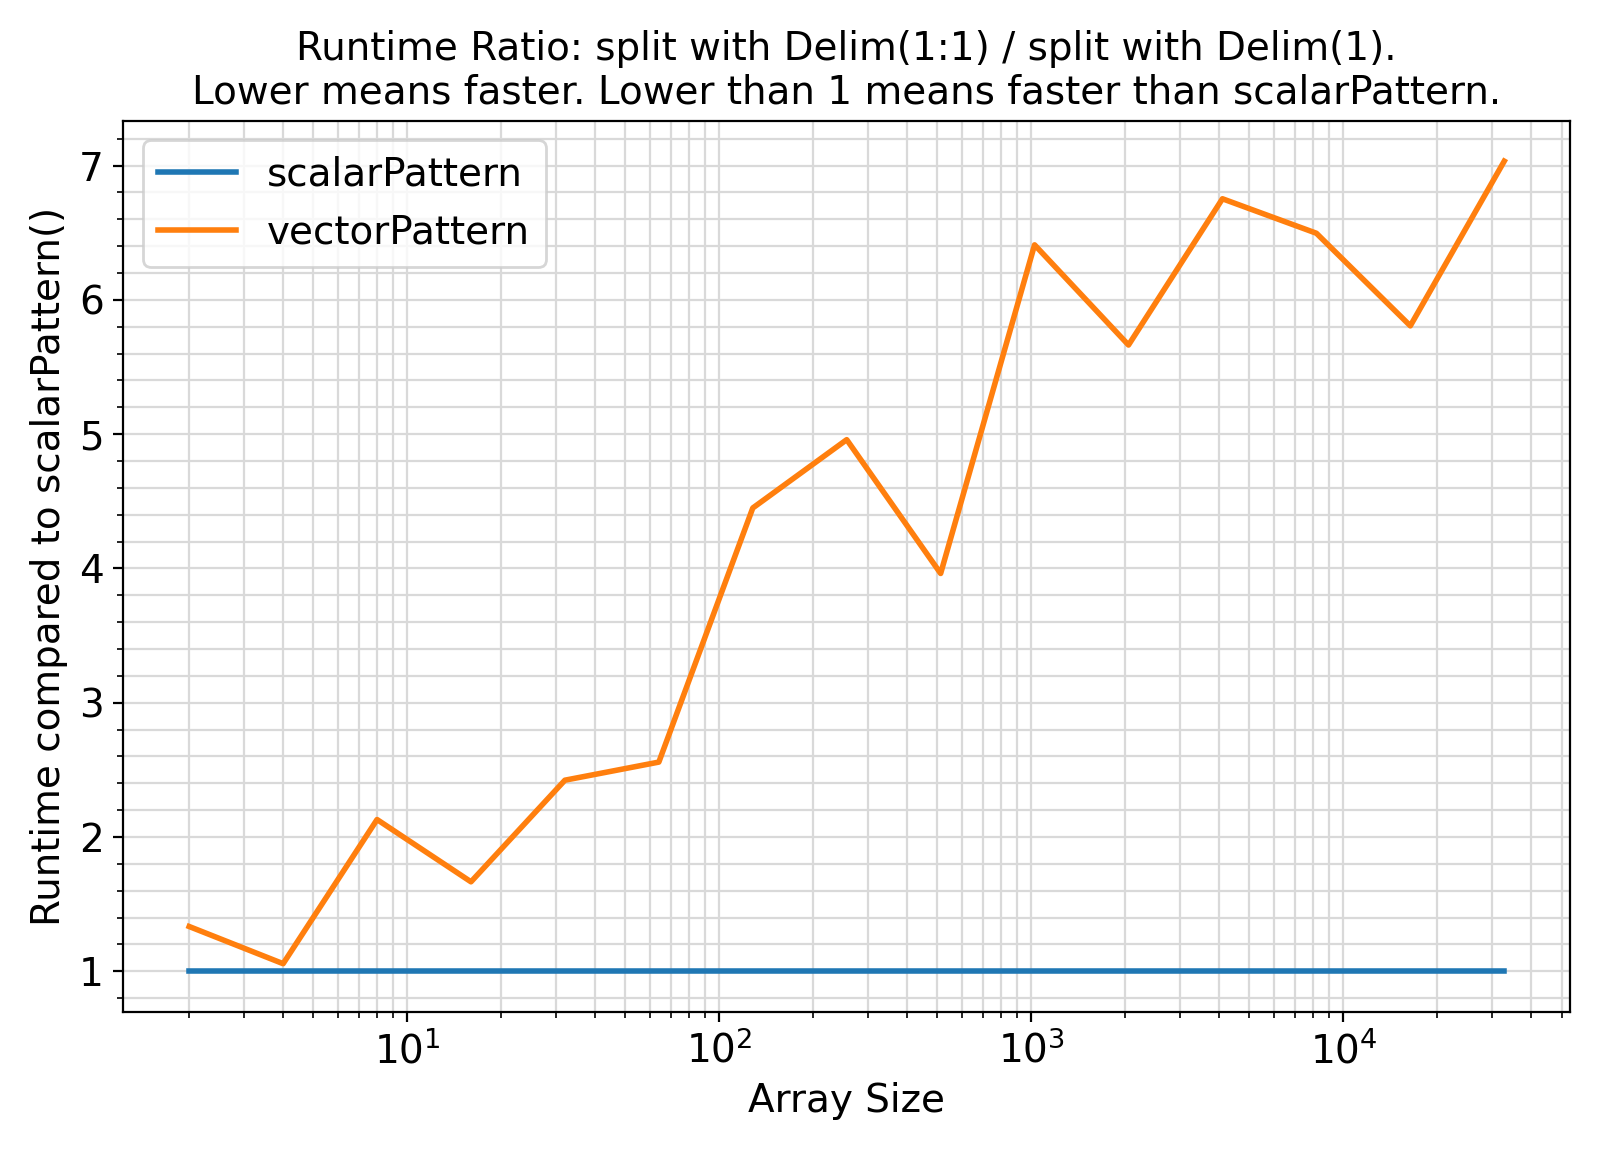 Runtime Ratio: split with Delim(1:1) / split with Delim(1).
Lower means faster. Lower than 1 means faster than scalarPattern.
scalarPattern
vectorPattern
Runtime compared to scalarPattern()
7
6
5
4
3
2
1
10¹
10²
10³
10⁴
Array Size